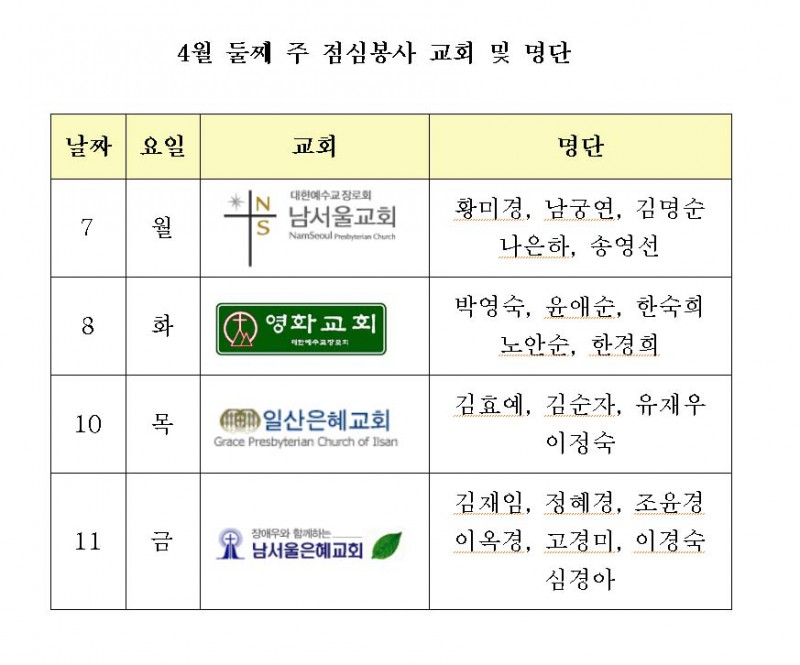 4월 둘째 주 점심봉사 교회 및 명단
날짜 요일 교회 명단
7 월
대한예수교장로회
N S
남서울교회
NamSeoul Presbyterian Church
황미경, 남궁연, 김명순
나은하, 송영선
8 화
영화교회
대한예수교장로회
박영숙, 윤애순, 한숙희
노안순, 한경희
10 목
일산은혜교회
Grace Presbyterian Church of Ilsan
김효예, 김순자, 유재우
이정숙
11 금
장애우와 함께하는
남서울은혜교회
김재임, 정혜경, 조윤경
이옥경, 고경미, 이경숙
심경아